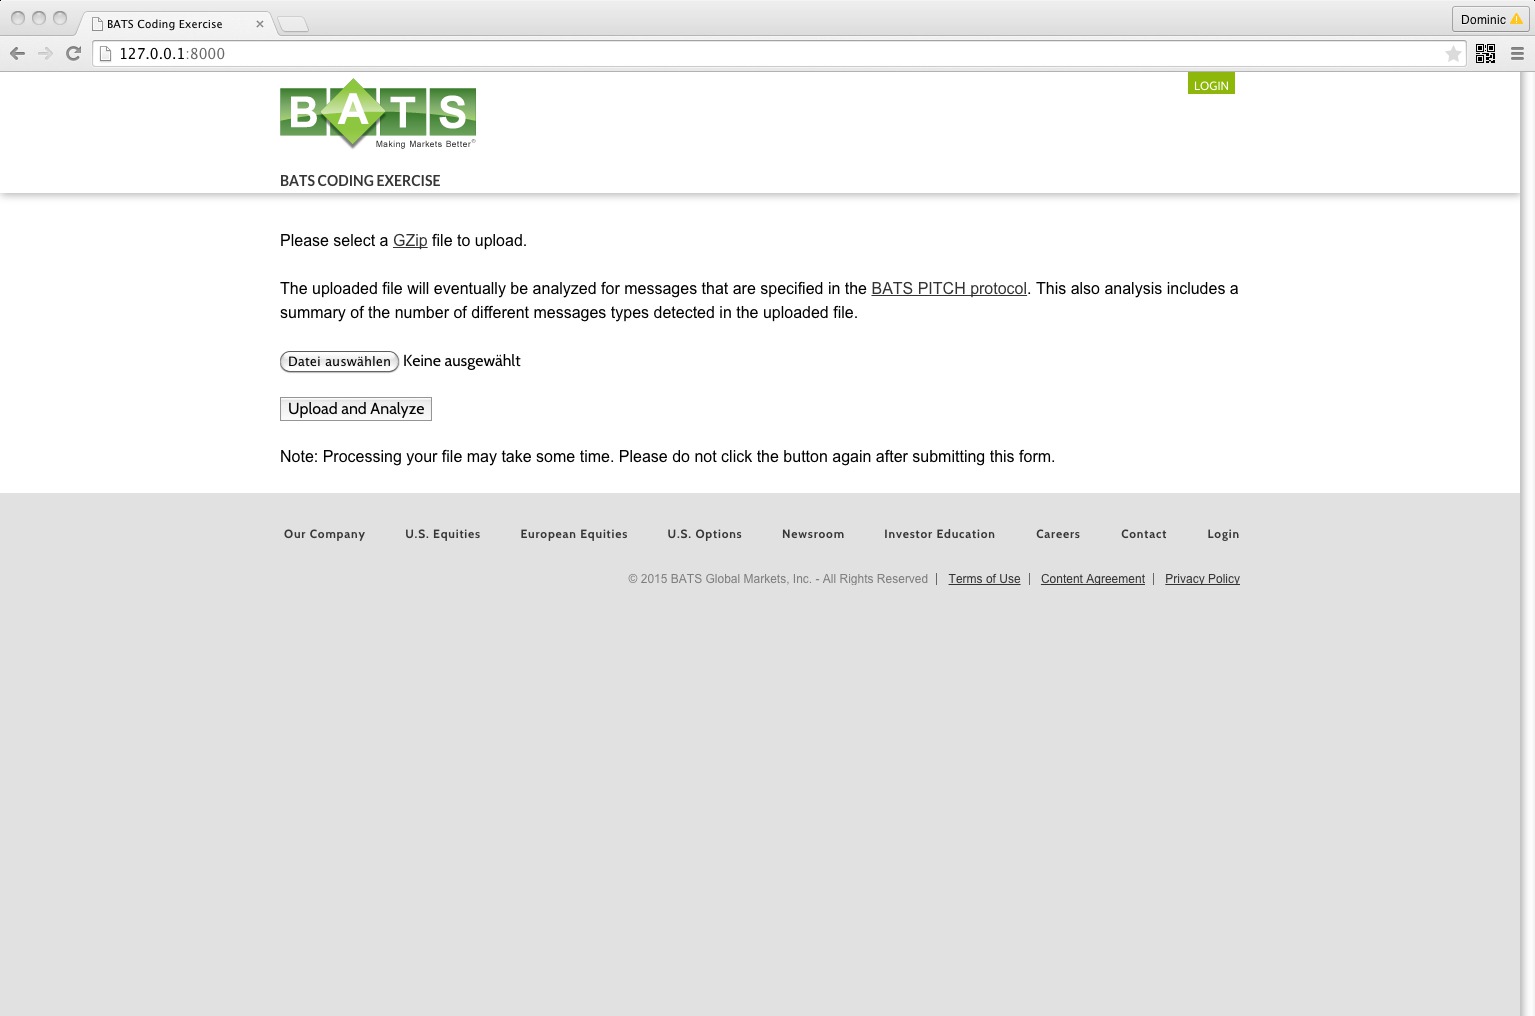 BATS Coding Exercise
Dominic
127.0.0.1:8000
LOGIN
BATS
Making Markets Better®
BATS CODING EXERCISE
Please select a GZip file to upload.
The uploaded file will eventually be analyzed for messages that are specified in the BATS PITCH protocol. This also analysis includes a
summary of the number of different messages types detected in the uploaded file.
Datei auswählen Keine ausgewählt
Upload and Analyze
Note: Processing your file may take some time. Please do not click the button again after submitting this form.
Our Company U.S. Equities European Equities U.S. Options Newsroom Investor Education Careers Contact Login
© 2015 BATS Global Markets, Inc. - All Rights Reserved | Terms of Use | Content Agreement | Privacy Policy